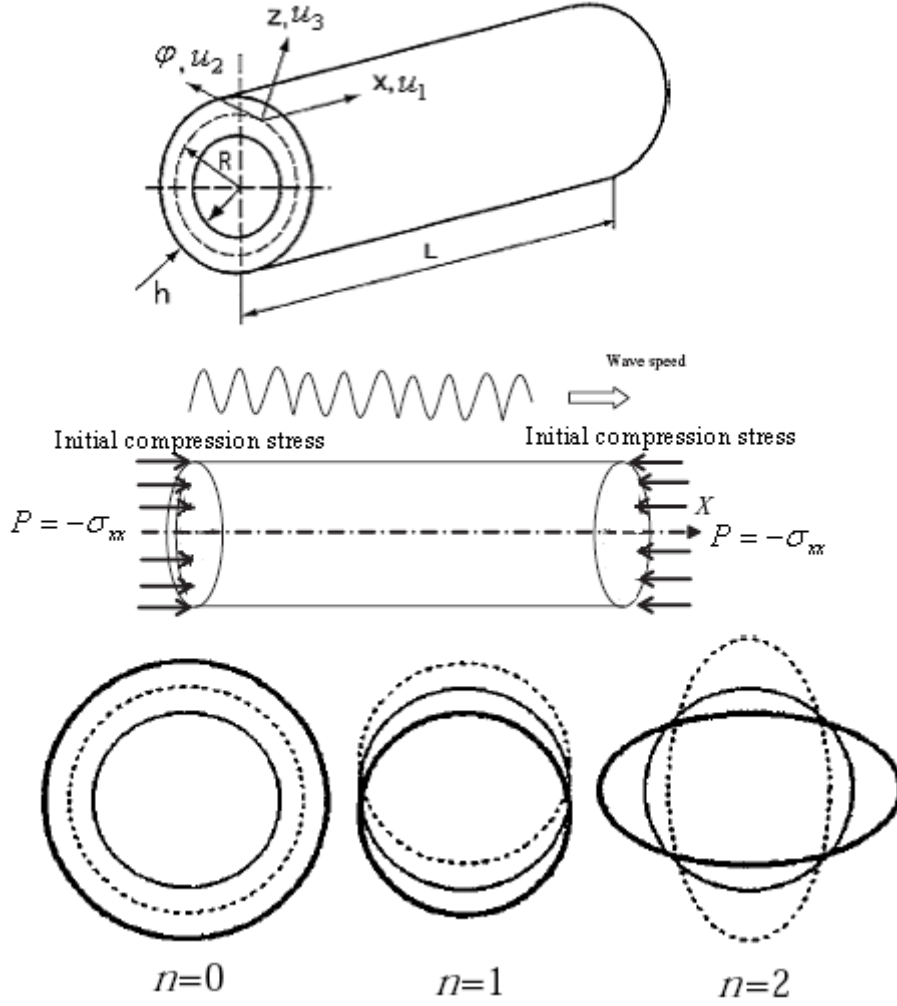 z,u₃
φ,u₂
x,u₁
R
L
h
Wave speed
Initial compression stress
Initial compression stress
X
P = −σₓₓ
P = −σₓₓ
n=0
n=1
n=2